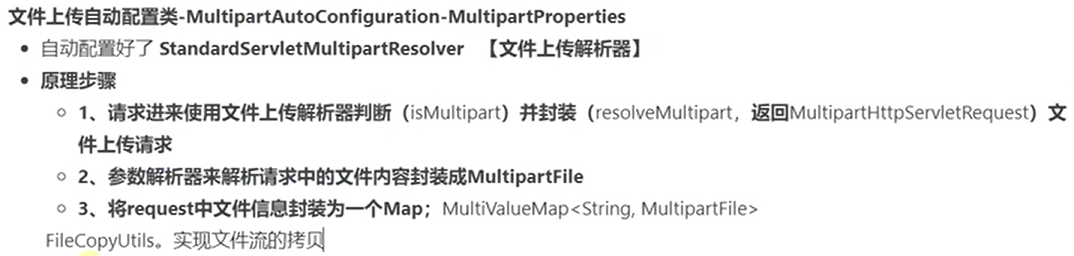 文件上传自动配置类-MultipartAutoConfiguration-MultipartProperties
● 自动配置好了 StandardServletMultipartResolver 【文件上传解析器】
● 原理步骤
○ 1、请求进来使用文件上传解析器判断（isMultipart）并封装（resolveMultipart，返回MultipartHttpServletRequest）文
件上传请求
○ 2、参数解析器来解析请求中的文件内容封装成MultipartFile
○ 3、将request中文件信息封装为一个Map；MultiValueMap<String, MultipartFile>
FileCopyUtils。实现文件流的拷贝